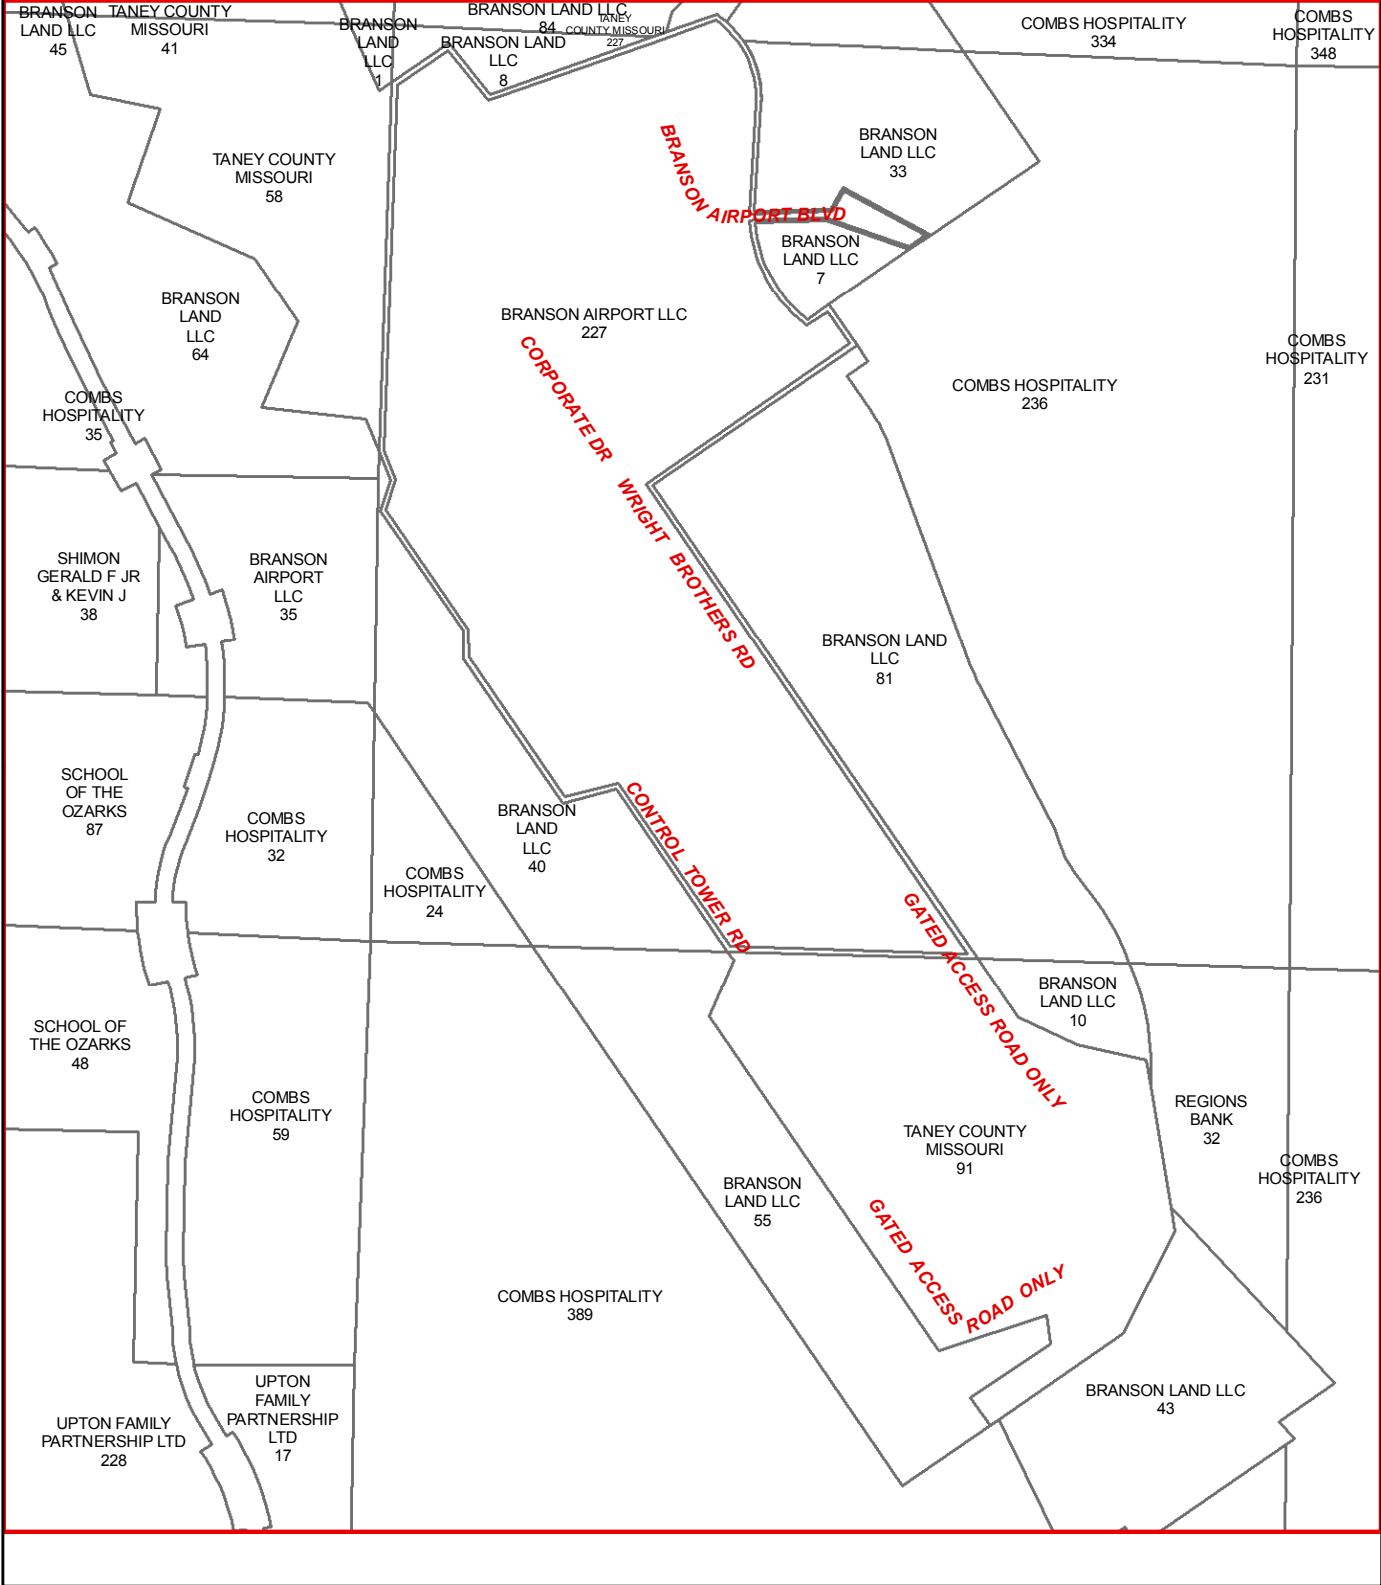 BRANSON
LAND LLC
45
TANEY COUNTY
MISSOURI
41
BRANSON
LAND
LLC
1
BRANSON LAND LLC
84
TANEY
COUNTY MISSOURI
227
BRANSON LAND
LLC
8
COMBS HOSPITALITY
334
COMBS
HOSPITALITY
348
TANEY COUNTY
MISSOURI
58
BRANSON
LAND LLC
33
BRANSON AIRPORT BLVD
BRANSON
LAND LLC
7
BRANSON
LAND
LLC
64
BRANSON AIRPORT LLC
227
CORPORATE DR
COMBS HOSPITALITY
236
COMBS
HOSPITALITY
231
COMBS
HOSPITALITY
35
WRIGHT BROTHERS RD
SHIMON
GERALD F JR
& KEVIN J
38
BRANSON
AIRPORT
LLC
35
BRANSON LAND
LLC
81
SCHOOL
OF THE
OZARKS
87
COMBS
HOSPITALITY
32
COMBS
HOSPITALITY
24
BRANSON
LAND
LLC
40
CONTROL TOWER RD
GATED ACCESS ROAD ONLY
BRANSON
LAND LLC
10
SCHOOL OF
THE OZARKS
48
COMBS
HOSPITALITY
59
TANEY COUNTY
MISSOURI
91
REGIONS
BANK
32
COMBS
HOSPITALITY
236
BRANSON
LAND LLC
55
GATED ACCESS
ROAD ONLY
COMBS HOSPITALITY
389
BRANSON LAND LLC
43
UPTON FAMILY
PARTNERSHIP LTD
228
UPTON
FAMILY
PARTNERSHIP
LTD
17